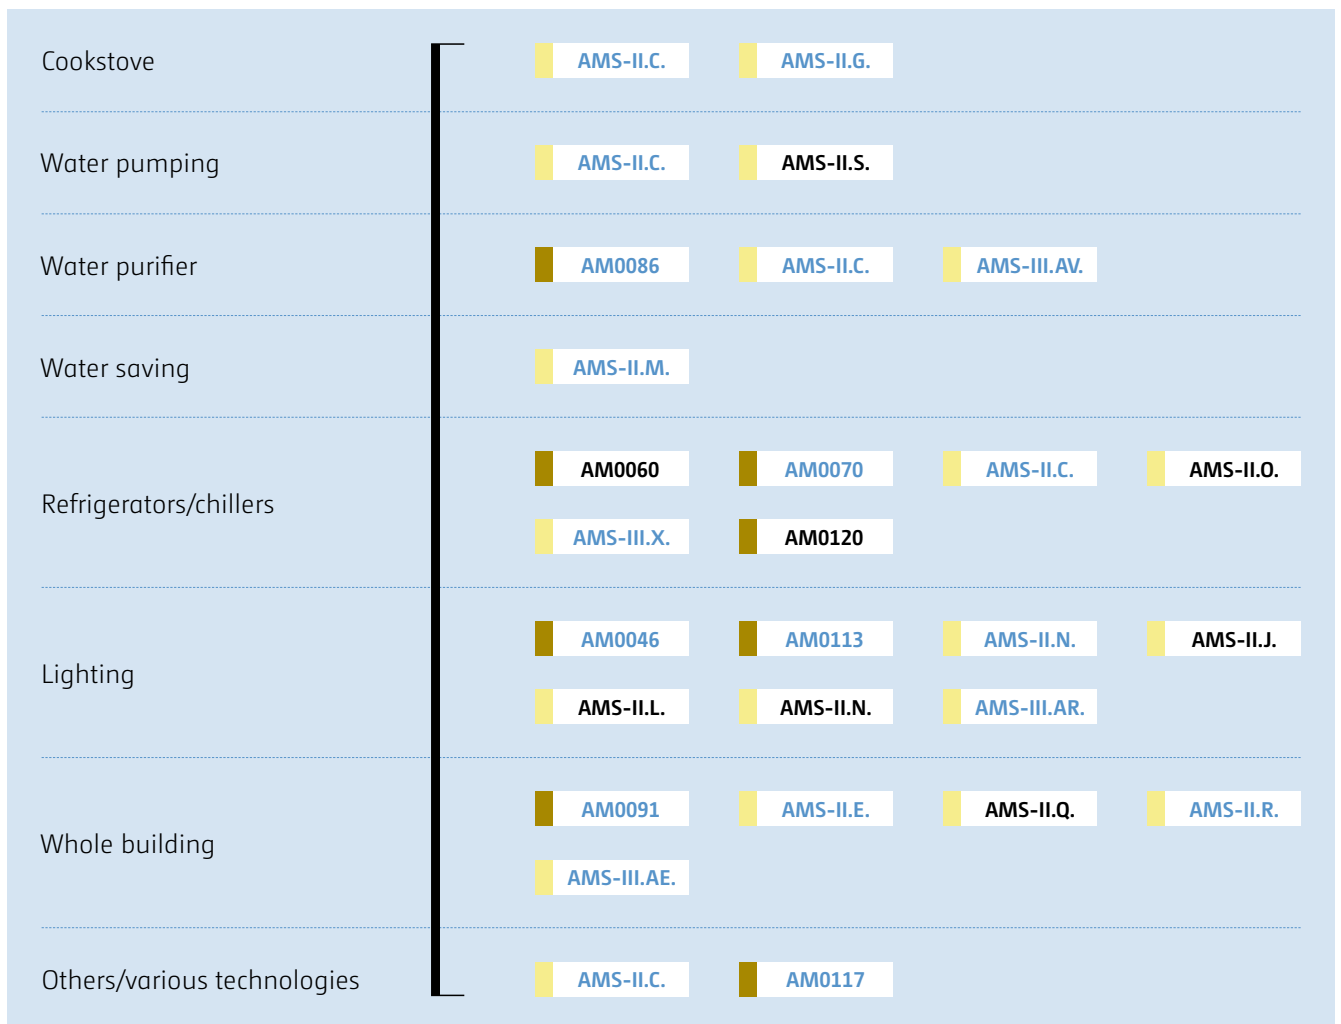 Cookstove
AMS-II.C. AMS-II.G.
Water pumping
AMS-II.C. AMS-II.S.
Water purifier
AM0086 AMS-II.C. AMS-III.AV.
Water saving
AMS-II.M.
Refrigerators/chillers
AM0060 AM0070 AMS-II.C. AMS-II.O.
AMS-III.X. AM0120
Lighting
AM0046 AM0113 AMS-II.N. AMS-II.J.
AMS-II.L. AMS-II.N. AMS-III.AR.
Whole building
AM0091 AMS-II.E. AMS-II.Q. AMS-II.R.
AMS-III.AE.
Others/various technologies
AMS-II.C. AM0117